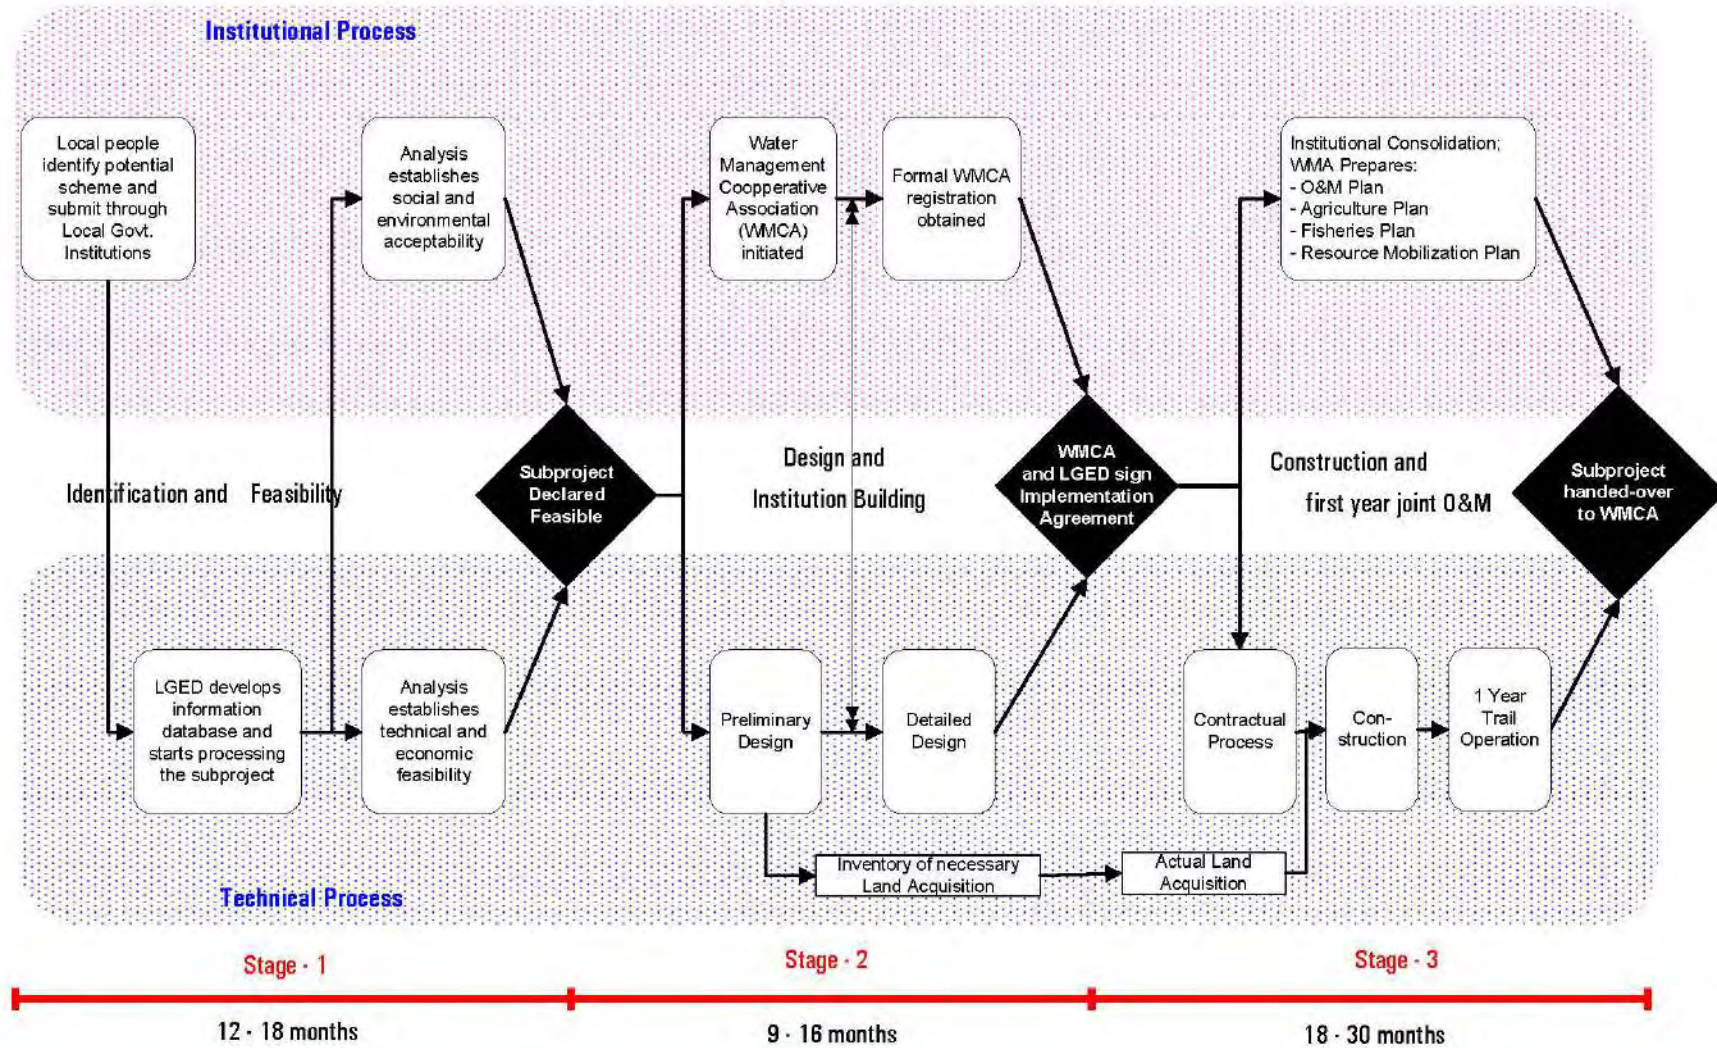 Institutional Process
Local people
identify potential
scheme and
submit through
Local Govt.
Institutions
Analysis
establishes
social and
environmental
acceptability
Water
Management
Coopperative
Association
(WMCA)
initiated
Formal WMCA
registration
obtained
Institutional Consolidation;
WMA Prepares:
- O&M Plan
- Agriculture Plan
- Fisheries Plan
- Resource Mobilization Plan
Identification and Feasibility
Subproject
Declared
Feasible
Design and
Institution Building
WMCA
and LGED sign
Implementation
Agreement
Construction and
first year joint O&M
Subproject
handed-over
to WMCA
LGED develops
information
database and
starts processing
the subproject
Analysis
establishes
technical and
economic
feasibility
Preliminary
Design
Detailed
Design
Contractual
Process
Con-
struction
1 Year
Trail
Operation
Inventory of necessary
Land Acquisition
Actual Land
Acquisition
Technical Process
Stage - 1
Stage - 2
Stage - 3
12 - 18 months
9 - 16 months
18 - 30 months